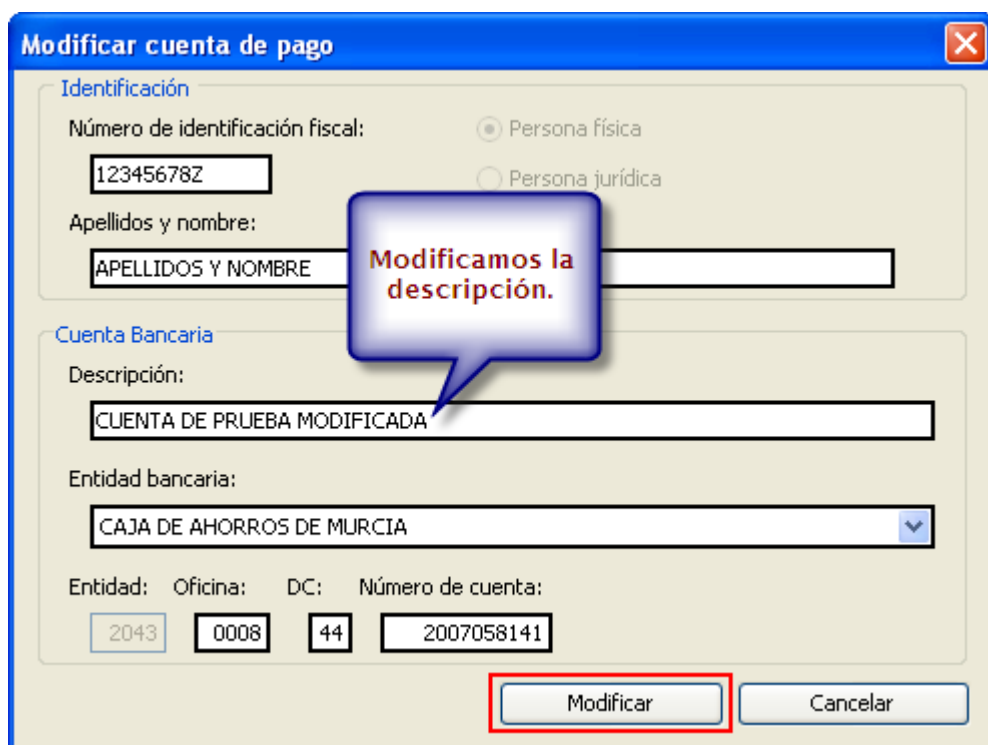 Modificar cuenta de pago
Identificación
Número de identificación fiscal:
Persona física
12345678Z
Persona jurídica
Apellidos y nombre:
APELLIDOS Y NOMBRE
Modificamos la
descripción.
Cuenta Bancaria
Descripción:
CUENTA DE PRUEBA MODIFICADA
Entidad bancaria:
CAJA DE AHORROS DE MURCIA
Entidad: Oficina: DC: Número de cuenta:
2043 0008 44 2007058141
Modificar Cancelar